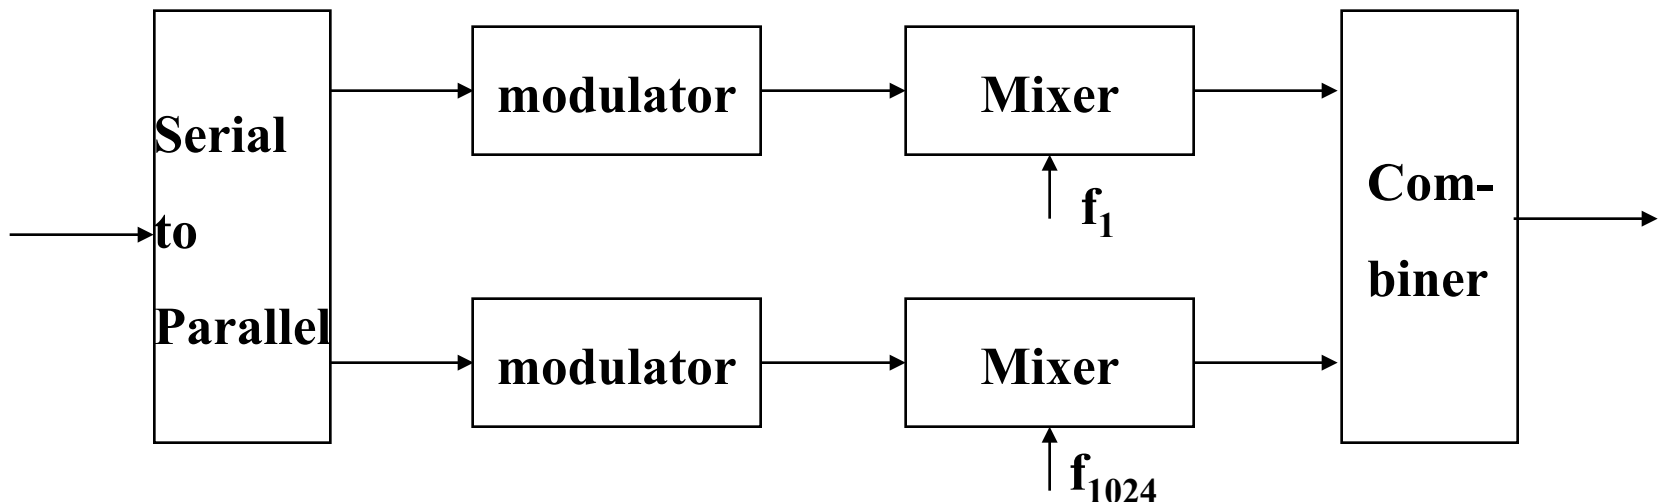 Serial
to
Parallel
modulator
Mixer
f1
modulator
Mixer
f1024
Com-
biner